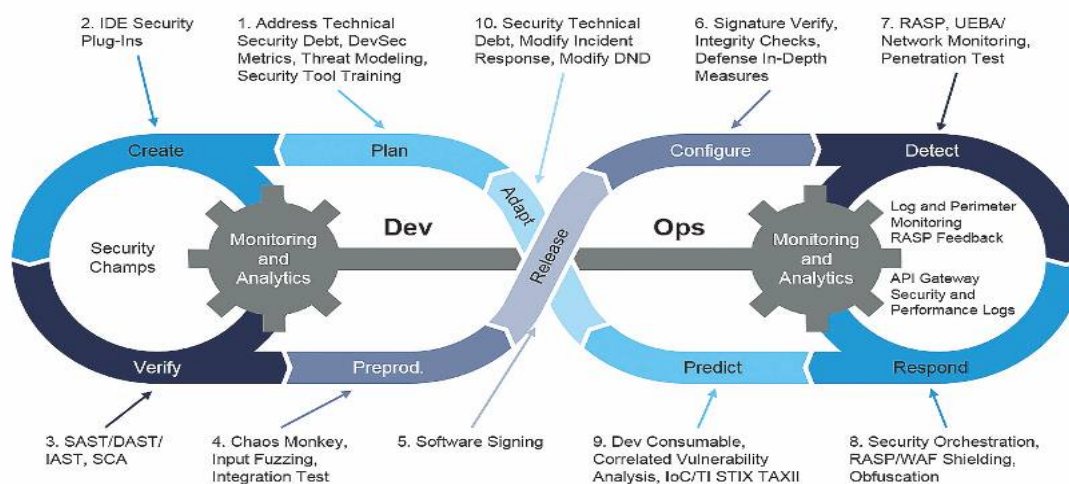 2. IDE Security
Plug-Ins
1. Address Technical
Security Debt, DevSec
Metrics, Threat Modeling,
Security Tool Training
10. Security Technical
Debt, Modify Incident
Response, Modify DND
6. Signature Verify,
Integrity Checks,
Defense In-Depth
Measures
7. RASP, UEBA/
Network Monitoring,
Penetration Test
Create
Plan
Adapt
Release
Configure
Detect
Security
Champs
Monitoring
and
Analytics
Dev
Ops
Monitoring
and
Analytics
Log and Perimeter
Monitoring
RASP Feedback
API Gateway
Security and
Performance Logs
Verify
Preprod.
Predict
Respond
3. SAST/DAST/
IAST, SCA
4. Chaos Monkey,
Input Fuzzing,
Integration Test
5. Software Signing
9. Dev Consumable,
Correlated Vulnerability
Analysis, IoC/TI STIX TAXII
8. Security Orchestration,
RASP/WAF Shielding,
Obfuscation